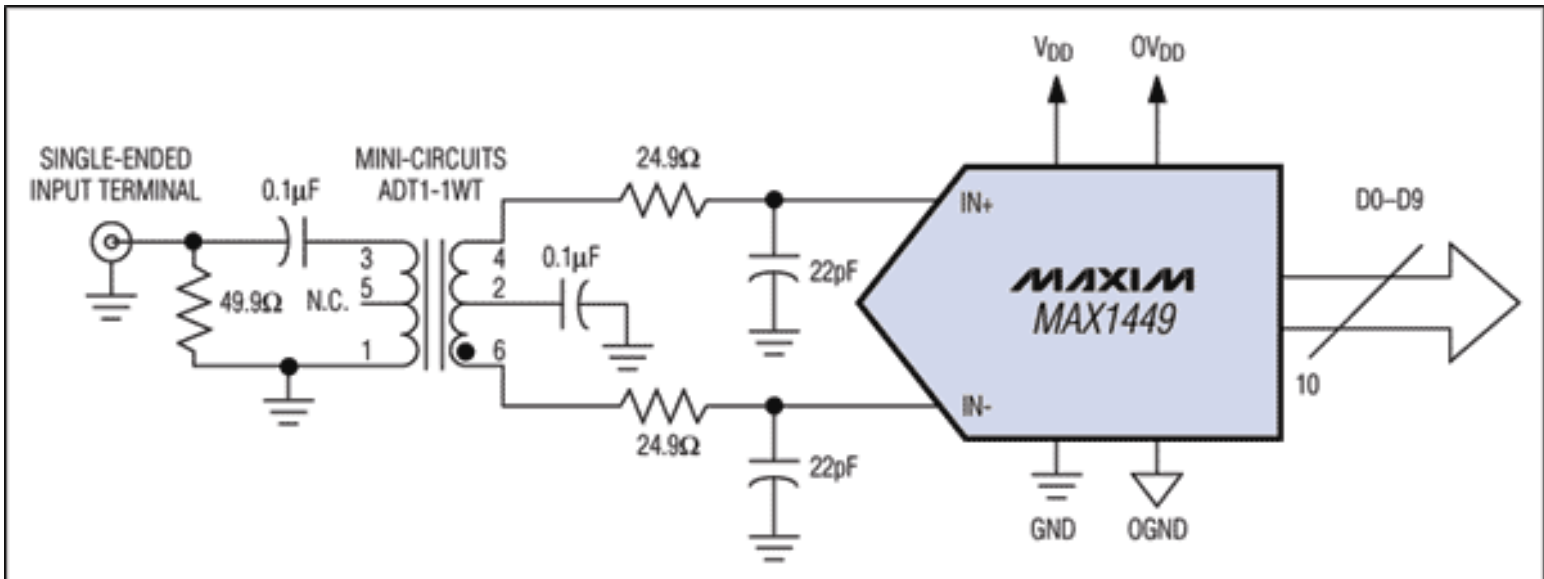 SINGLE-ENDED
INPUT TERMINAL
0.1µF
49.9Ω
MINI-CIRCUITS
ADT1-1WT
3
5
N.C.
1
4
2
6
0.1µF
24.9Ω
22pF
24.9Ω
22pF
VDD
OVDD
IN+
IN-
MAXIM
MAX1449
GND
OGND
D0–D9
10